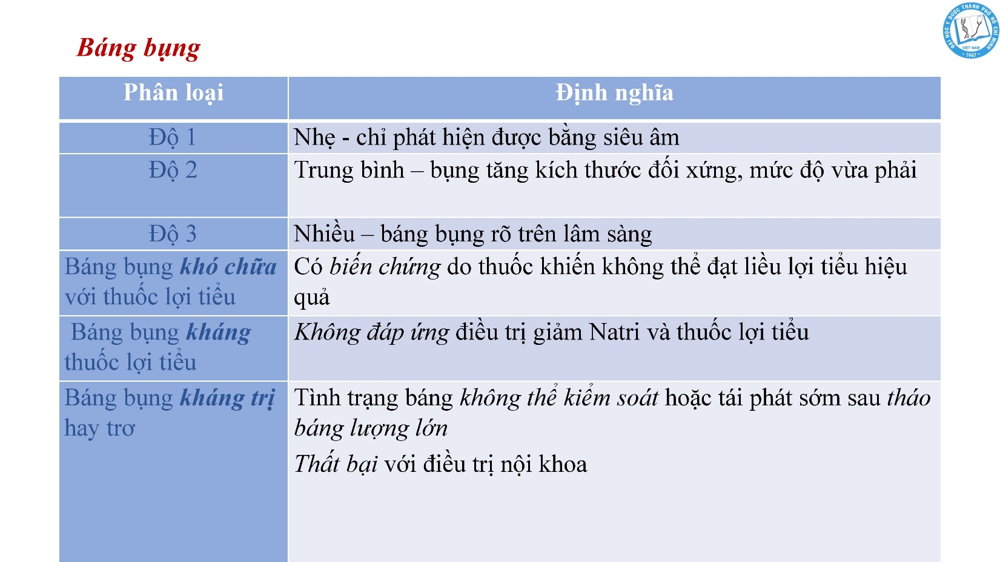 ĐẠI HỌC Y DƯỢC THÀNH PHỐ HỒ CHÍ MINH
VIỆT NAM
1947
Báng bụng
Phân loại
Định nghĩa
Độ 1
Nhẹ - chỉ phát hiện được bằng siêu âm
Độ 2
Trung bình – bụng tăng kích thước đối xứng, mức độ vừa phải
Độ 3
Nhiều – báng bụng rõ trên lâm sàng
Báng bụng khó chữa
với thuốc lợi tiểu
Có biến chứng do thuốc khiến không thể đạt liều lợi tiểu hiệu
quả
Báng bụng kháng
thuốc lợi tiểu
Không đáp ứng điều trị giảm Natri và thuốc lợi tiểu
Báng bụng kháng trị
hay trơ
Tình trạng báng không thể kiểm soát hoặc tái phát sớm sau tháo
báng lượng lớn
Thất bại với điều trị nội khoa